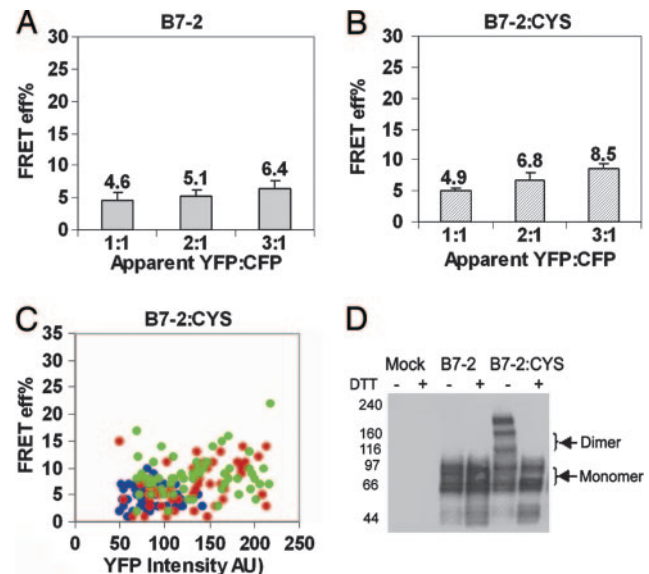 A
B7-2
FRET eff%
30
25
20
15
10
5
0
4.6
5.1
6.4
1:1
2:1
3:1
Apparent YFP:CFP
B
B7-2:CYS
FRET eff%
30
25
20
15
10
5
0
4.9
6.8
8.5
1:1
2:1
3:1
Apparent YFP:CFP
C
B7-2:CYS
FRET eff%
35
30
25
20
15
10
5
0
0
50
100
150
200
250
YFP Intensity AU)
D
Mock B7-2 B7-2:CYS
DTT - + - + - +
240
160
116
97
66
44
Dimer
Monomer